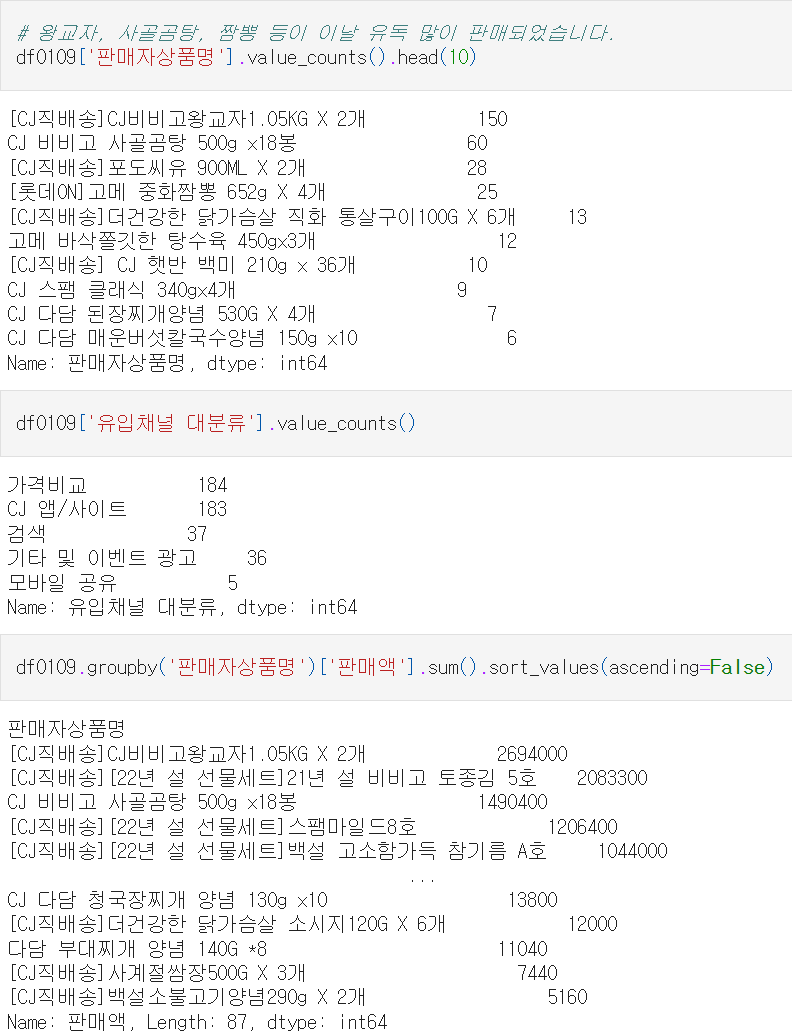 # 왕교자, 사골곰탕, 짬뽕 등이 이날 유독 많이 판매되었습니다.
df0109['판매자상품명'].value_counts().head(10)
[CJ직배송]CJ비비고왕교자1.05KG X 2개 150
CJ 비비고 사골곰탕 500g x18봉 60
[CJ직배송]포도씨유 900ML X 2개 28
[롯데ON]고메 중화짬뽕 652g X 4개 25
[CJ직배송]더건강한 닭가슴살 직화 통살구이100G X 6개 13
고메 바삭쫄깃한 탕수육 450gx3개 12
[CJ직배송] CJ 햇반 백미 210g x 36개 10
CJ 스팸 클래식 340gx4개 9
CJ 다담 된장찌개양념 530G X 4개 7
CJ 다담 매운버섯칼국수양념 150g x10 6
Name: 판매자상품명, dtype: int64
df0109['유입채널 대분류'].value_counts()
가격비교 184
CJ 앱/사이트 183
검색 37
기타 및 이벤트 광고 36
모바일 공유 5
Name: 유입채널 대분류, dtype: int64
df0109.groupby('판매자상품명')['판매액'].sum().sort_values(ascending=False)
판매자상품명
[CJ직배송]CJ비비고왕교자1.05KG X 2개 2694000
[CJ직배송][22년 설 선물세트]21년 설 비비고 토종김 5호 2083300
CJ 비비고 사골곰탕 500g x18봉 1490400
[CJ직배송][22년 설 선물세트]스팸마일드8호 1206400
[CJ직배송][22년 설 선물세트]백설 고소함가득 참기름 A호 1044000
...
CJ 다담 청국장찌개 양념 130g x10 13800
[CJ직배송]더건강한 닭가슴살 소시지120G X 6개 12000
다담 부대찌개 양념 140G *8 11040
[CJ직배송]사계절쌈장500G X 3개 7440
[CJ직배송]백설소불고기양념290g X 2개 5160
Name: 판매액, Length: 87, dtype: int64